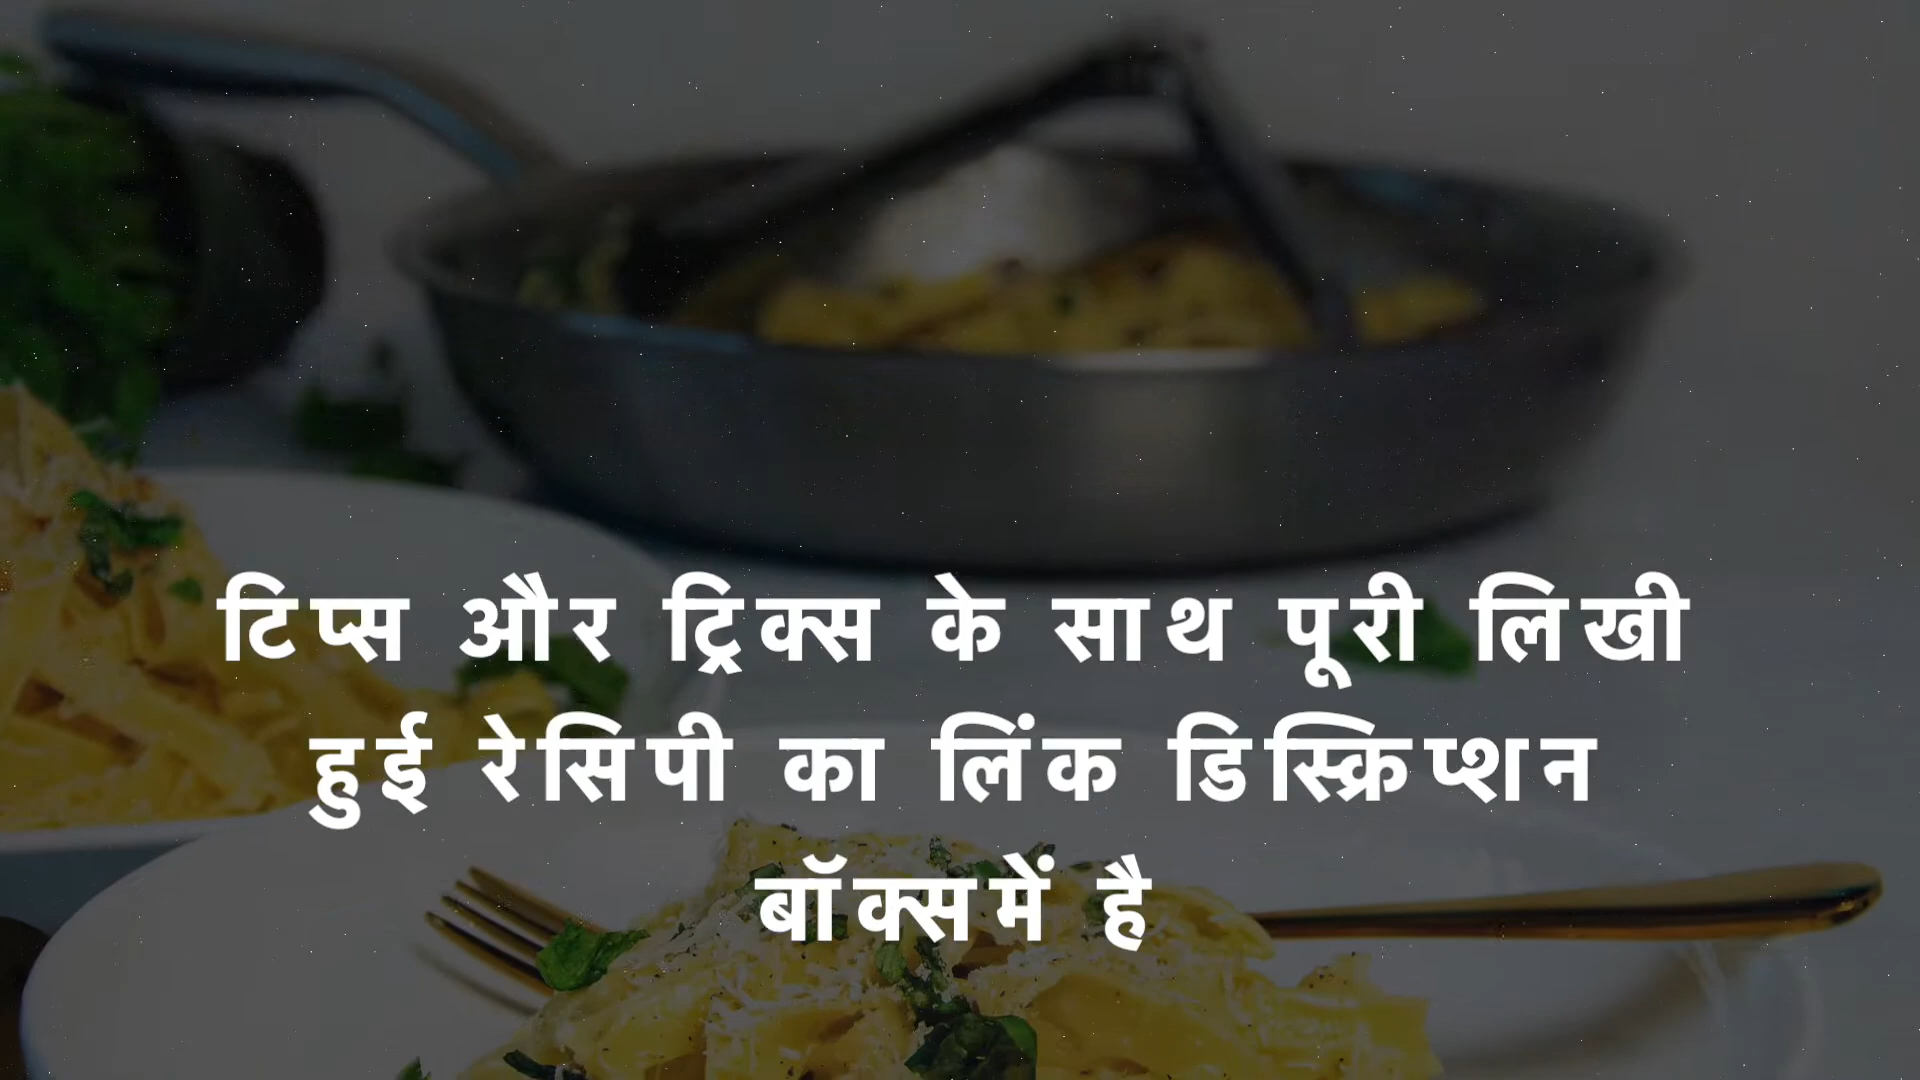 टिप्स और ट्रिक्स के साथ पूरी लिखी
हुई रेसिपी का लिंक डिस्क्रिप्शन
बॉक्समें है